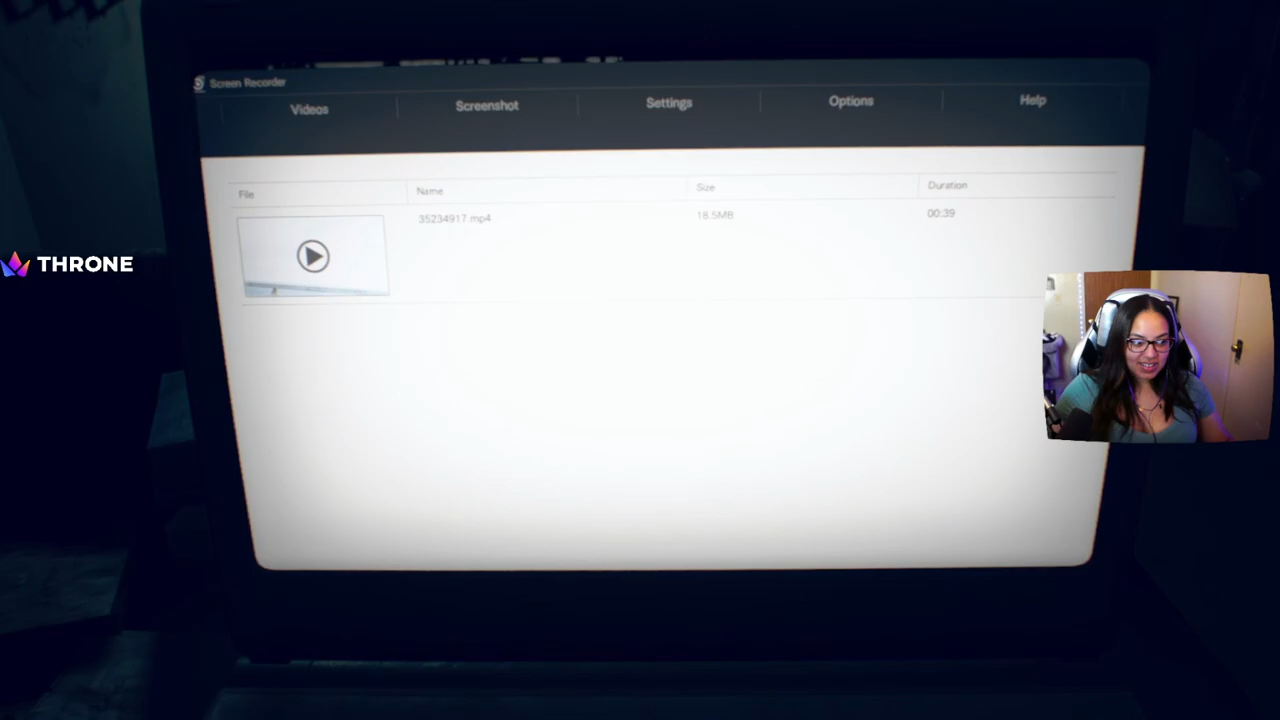 Screen Recorder
Videos
Screenshot
Settings
Options
Help
File
Name
Size
Duration
35234917.mp4
18.5MB
00:39
THRONE